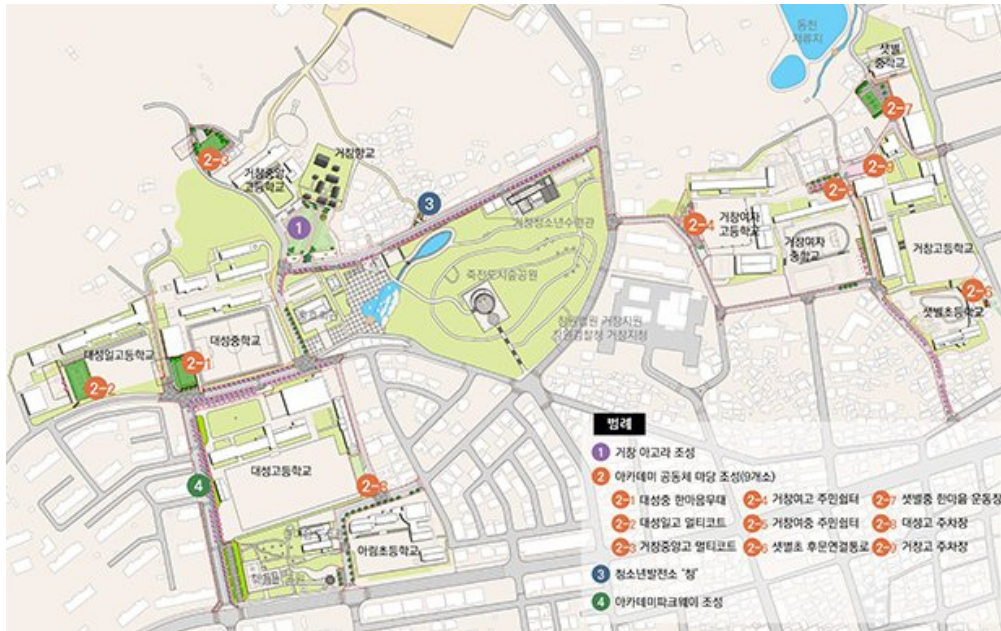 동천
저류지
샛별
중학교
2-7
2-3
거창중앙
고등학교
거창향교
3
1
거창청소년수련관
죽전도시숲공원
2-4
거창여자
고등학교
거창여자
중학교
2-9
거창고등학교
2-6
샛별초등학교
창원법원 거창지원
창원검찰청 거창지청
대성일고등학교
2-2
2-1
대성중학교
대성고등학교
4
2-8
아림초등학교
범례
1 거창 아고라 조성
2 아카데미 공동체 마당 조성(9개소)
2-1 대성중 한마음무대 2-4 거창여고 주민쉼터 2-7 샛별중 한마음 운동장
2-2 대성일고 멀티코트 2-5 거창여중 주민쉼터 2-8 대성고 주차장
2-3 거창중앙고 멀티코트 2-6 샛별초 후문연결통로 2-9 거창고 주차장
3 청소년발전소 '청'
4 아카데미파크웨이 조성